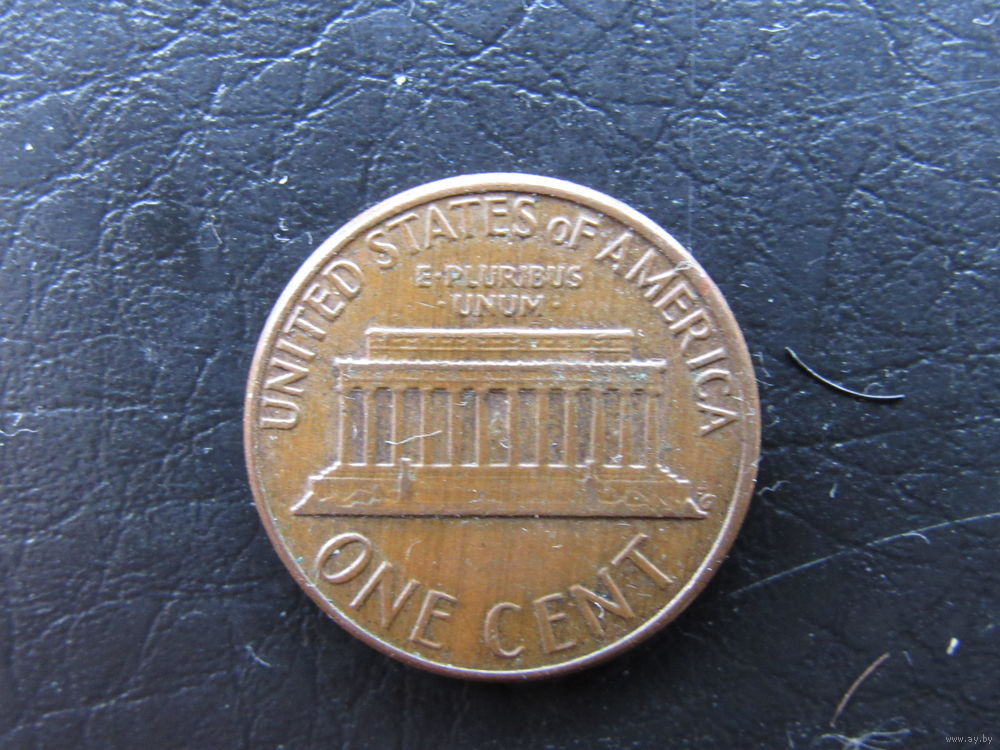 UNITED STATES oF AMERICA
E·PLURIBUS
·UNUM·
ONE CENT
www.ay.by